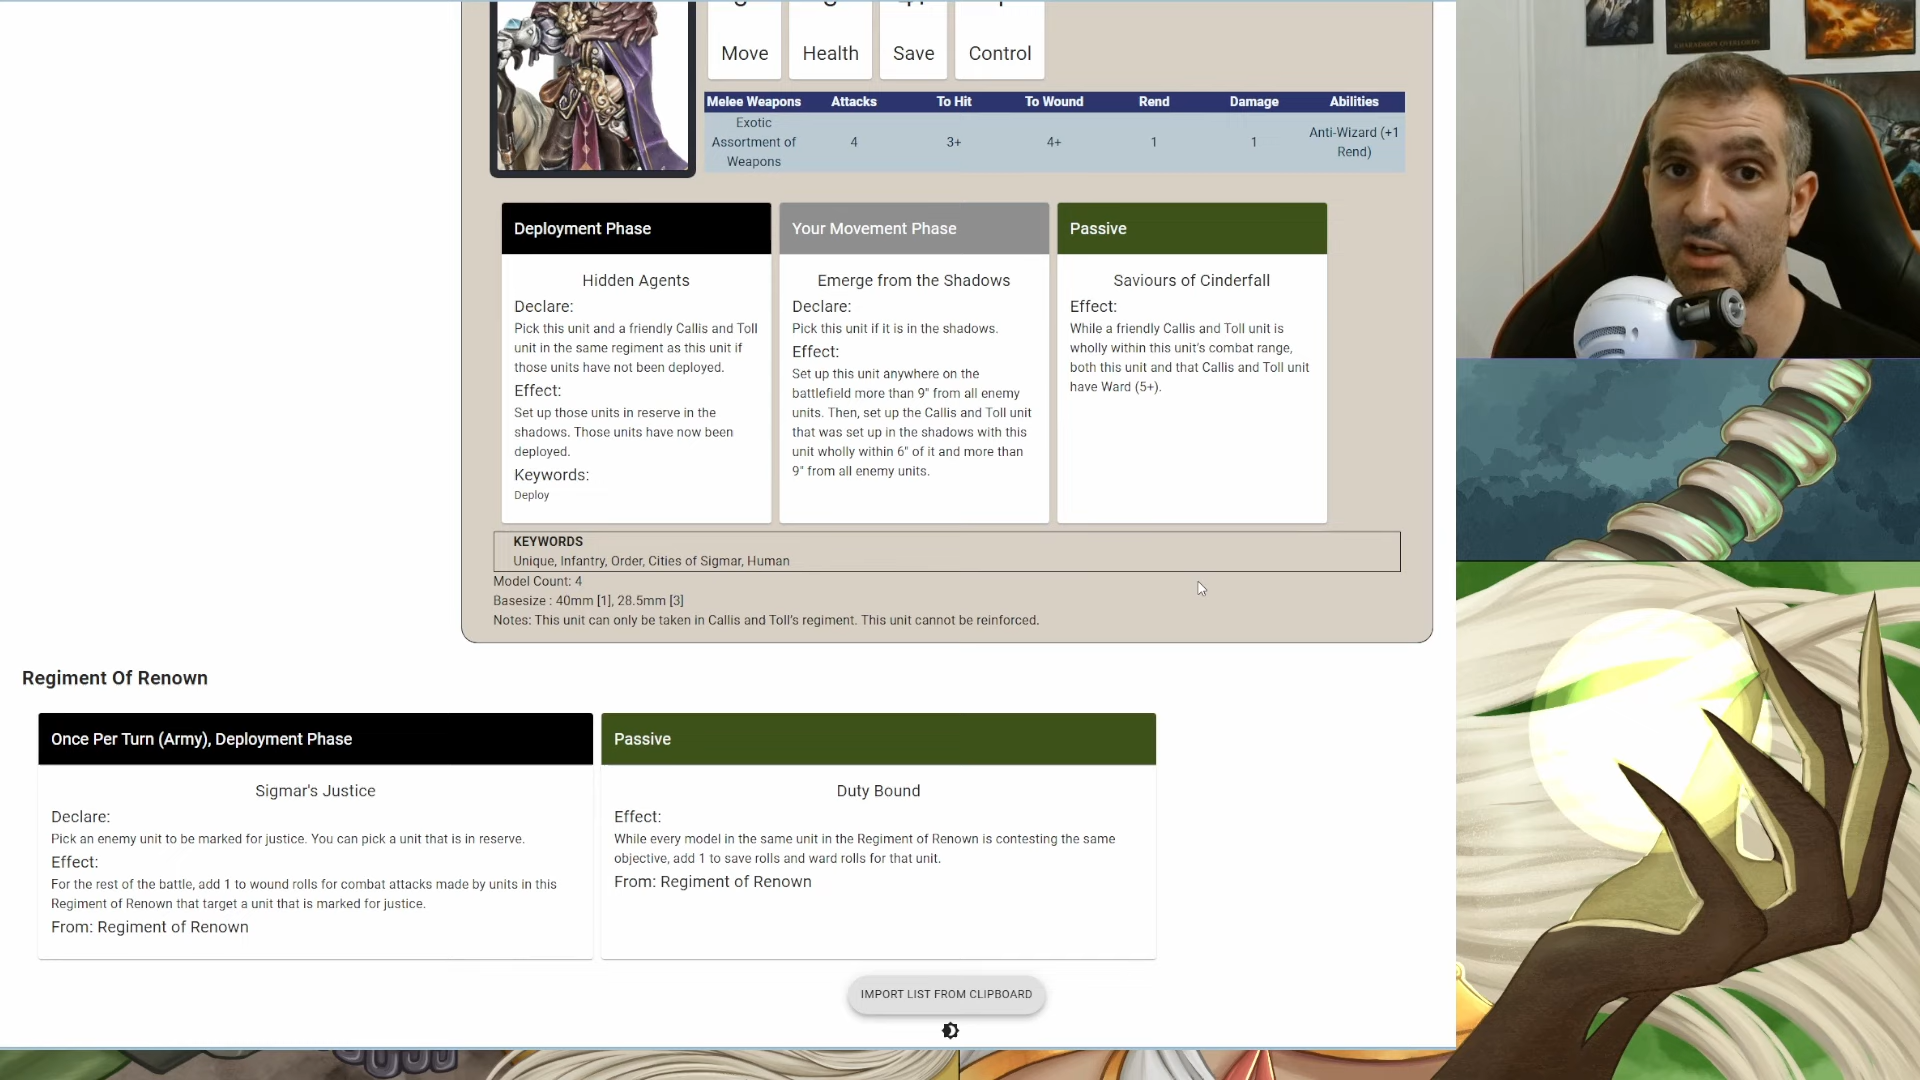 Move Health Save Control
Melee Weapons Attacks To Hit To Wound Rend Damage Abilities
Exotic
Assortment of
Weapons
4 3+ 4+ 1 1
Anti-Wizard (+1
Rend)
Deployment Phase
Hidden Agents
Declare:
Pick this unit and a friendly Callis and Toll
unit in the same regiment as this unit if
those units have not been deployed.
Effect:
Set up those units in reserve in the
shadows. Those units have now been
deployed.
Keywords:
Deploy
Your Movement Phase
Emerge from the Shadows
Declare:
Pick this unit if it is in the shadows.
Effect:
Set up this unit anywhere on the
battlefield more than 9" from all enemy
units. Then, set up the Callis and Toll unit
that was set up in the shadows with this
unit wholly within 6" of it and more than
9" from all enemy units.
Passive
Saviours of Cinderfall
Effect:
While a friendly Callis and Toll unit is
wholly within this unit's combat range,
both this unit and that Callis and Toll unit
have Ward (5+).
KEYWORDS
Unique, Infantry, Order, Cities of Sigmar, Human
Model Count: 4
Basesize : 40mm [1], 28.5mm [3]
Notes: This unit can only be taken in Callis and Toll's regiment. This unit cannot be reinforced.
Regiment Of Renown
Once Per Turn (Army), Deployment Phase
Sigmar's Justice
Declare:
Pick an enemy unit to be marked for justice. You can pick a unit that is in reserve.
Effect:
For the rest of the battle, add 1 to wound rolls for combat attacks made by units in this
Regiment of Renown that target a unit that is marked for justice.
From: Regiment of Renown
Passive
Duty Bound
Effect:
While every model in the same unit in the Regiment of Renown is contesting the same
objective, add 1 to save rolls and ward rolls for that unit.
From: Regiment of Renown
IMPORT LIST FROM CLIPBOARD